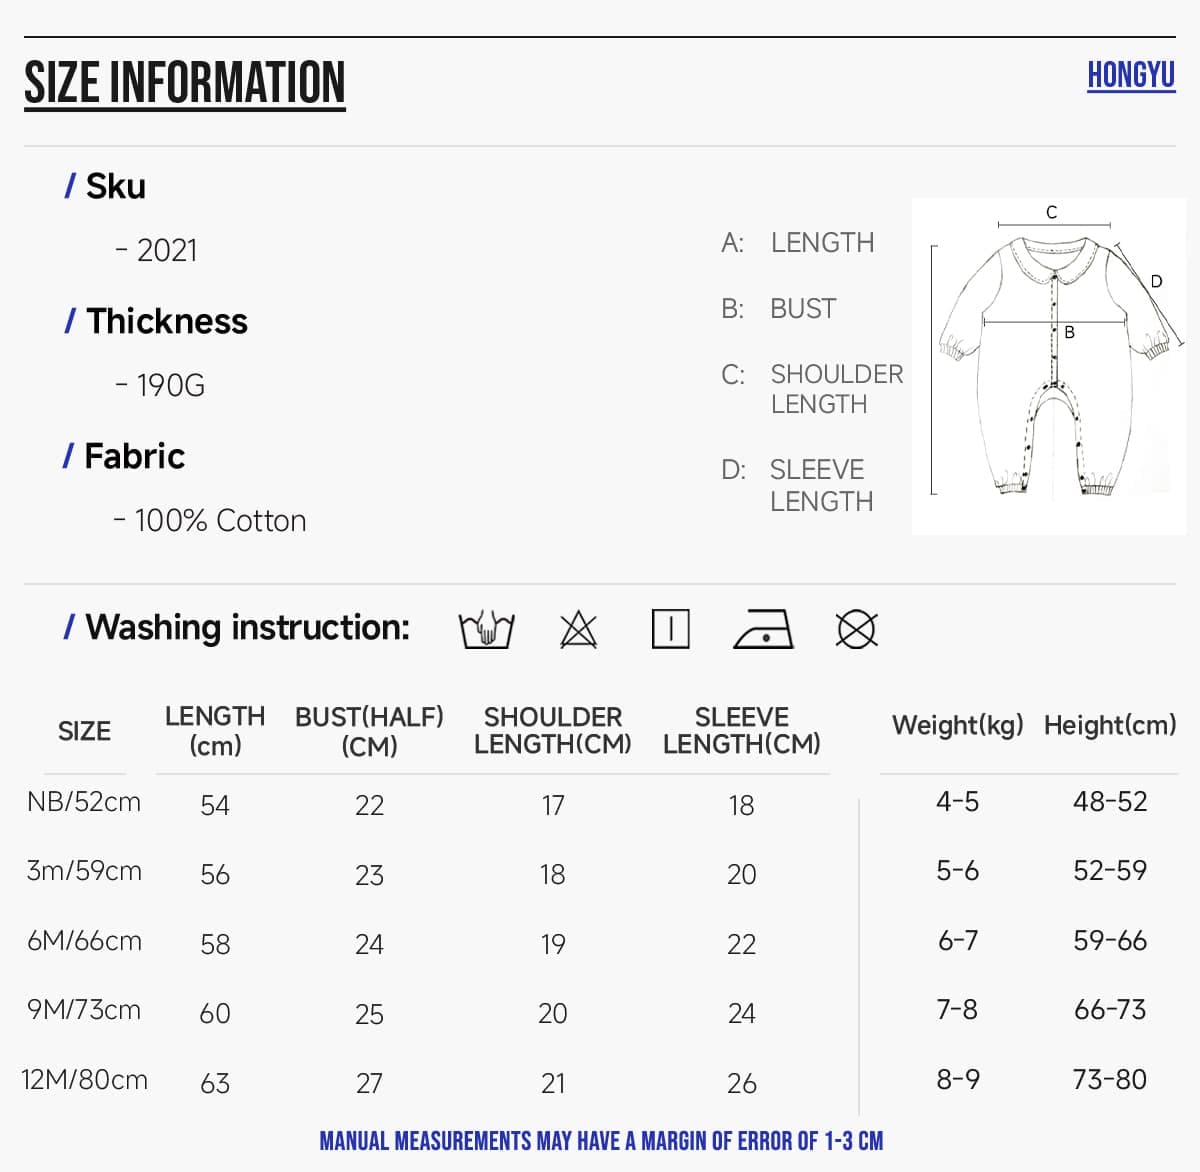 SIZE INFORMATION
HONGYU
/ Sku
- 2021
/ Thickness
- 190G
/ Fabric
- 100% Cotton
A: LENGTH
B: BUST
C: SHOULDER
LENGTH
D: SLEEVE
LENGTH
C
D
B
/ Washing instruction:
SIZE LENGTH (cm) BUST(HALF) (CM) SHOULDER LENGTH(CM) SLEEVE LENGTH(CM) Weight(kg) Height(cm)
NB/52cm 54 22 17 18 4-5 48-52
3m/59cm 56 23 18 20 5-6 52-59
6M/66cm 58 24 19 22 6-7 59-66
9M/73cm 60 25 20 24 7-8 66-73
12M/80cm 63 27 21 26 8-9 73-80
MANUAL MEASUREMENTS MAY HAVE A MARGIN OF ERROR OF 1-3 CM